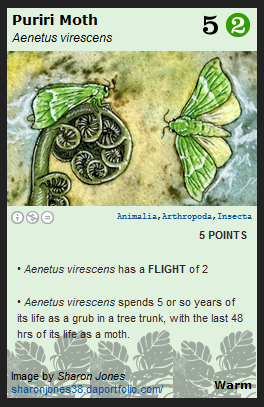 Puriri Moth 5 2
Aenetus virescens
Animalia,Arthropoda,Insecta
5 POINTS
• Aenetus virescens has a FLIGHT of 2
• Aenetus virescens spends 5 or so years of
its life as a grub in a tree trunk, with the last 48
hrs of its life as a moth.
Image by Sharon Jones
sharonjones38.daportfolio.com/
Warm